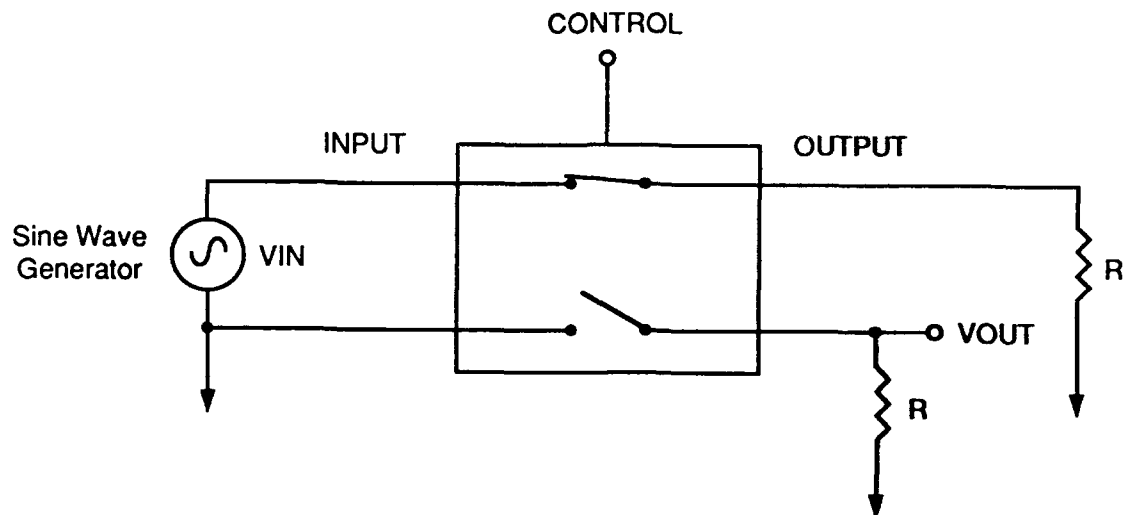 CONTROL
INPUT
OUTPUT
Sine Wave
Generator
VIN
R
VOUT
R